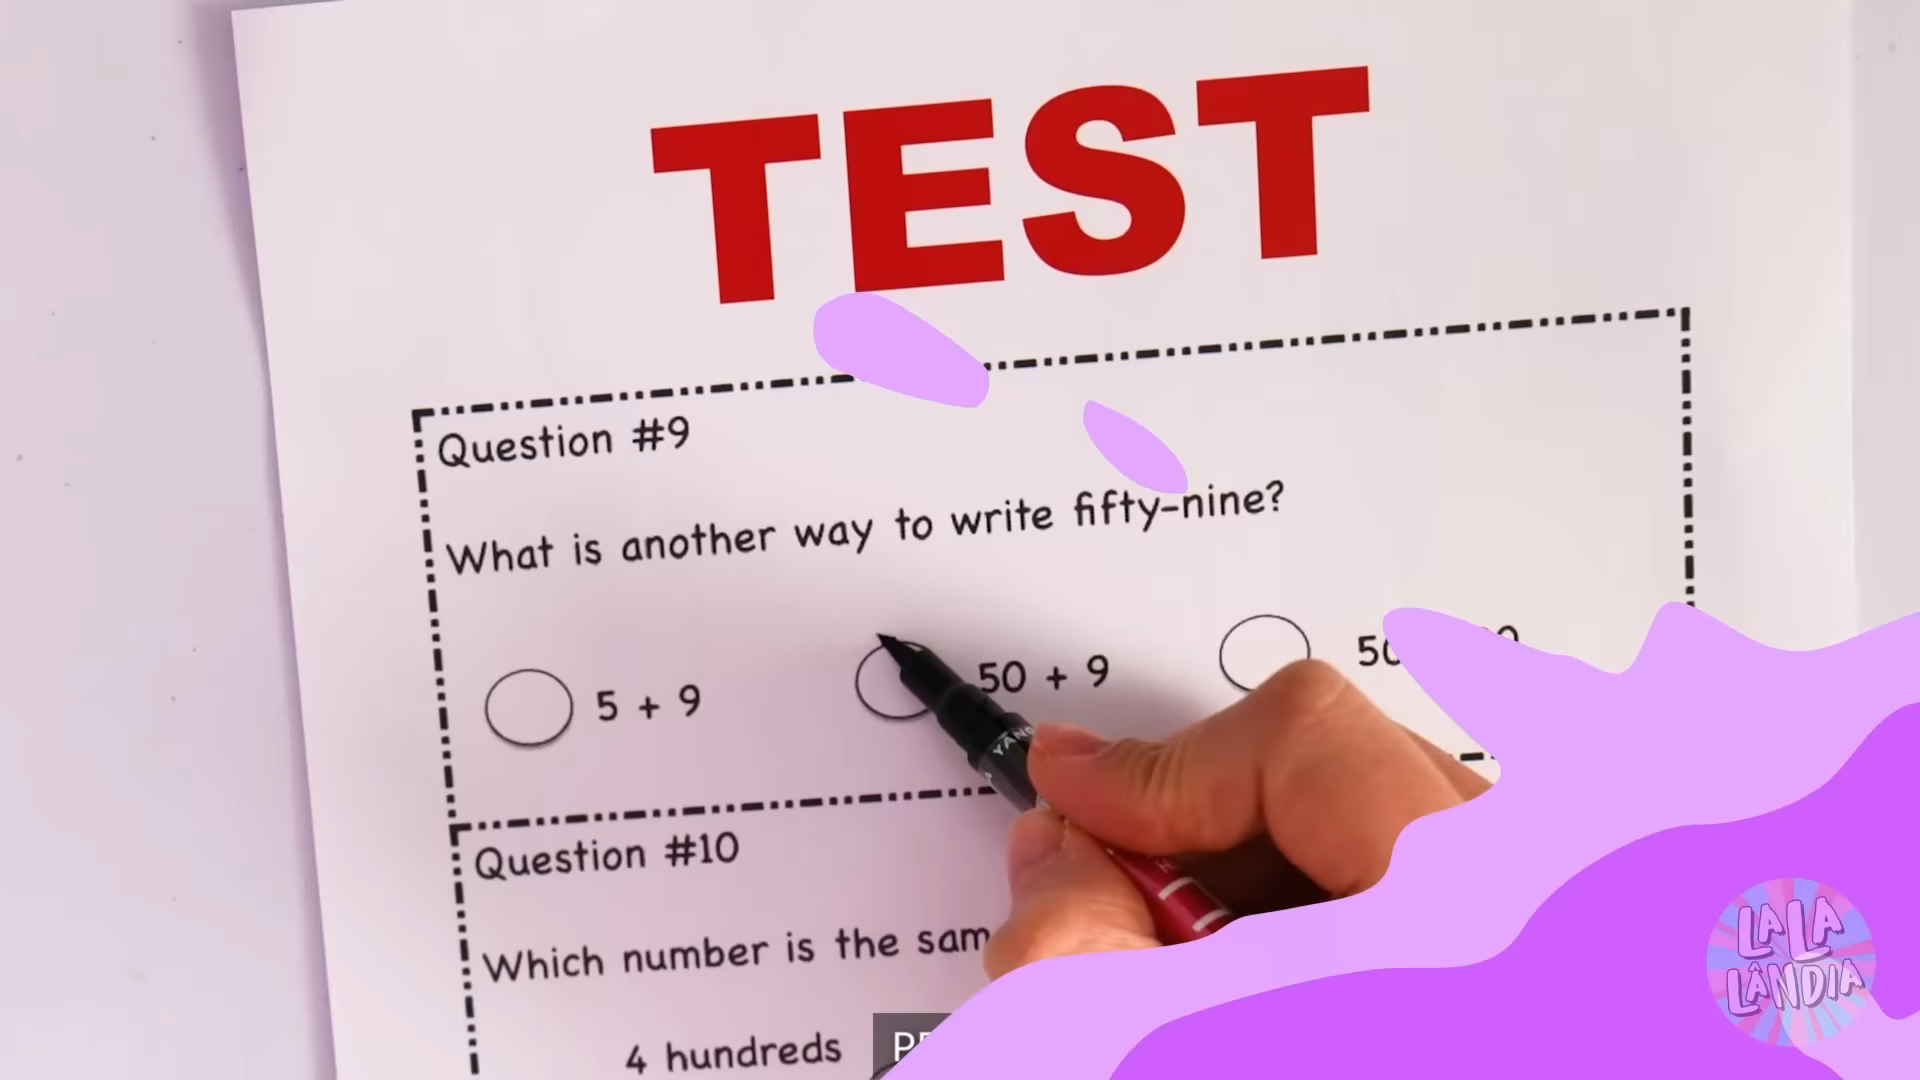 TEST
Question #9
What is another way to write fifty-nine?
5 + 9
50 + 9
Question #10
Which number is the
4 hundreds
LA LA
LÂNDIA